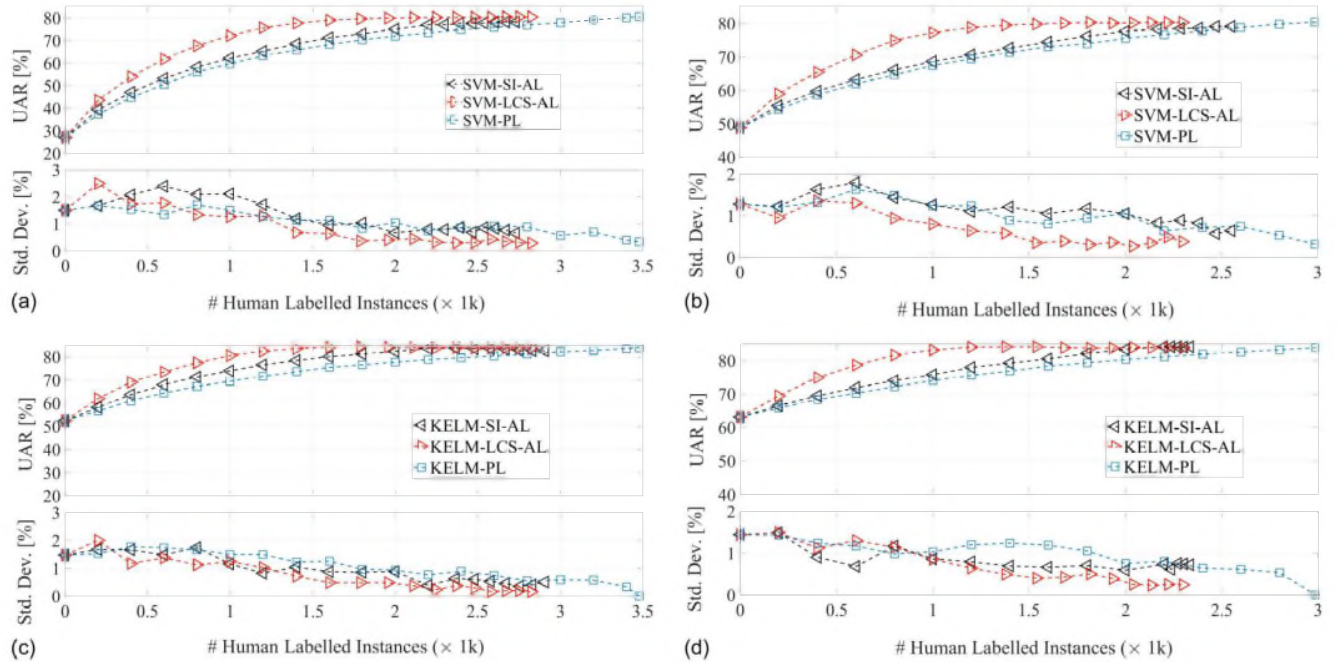 80
70
60
50
40
30
20
UAR [%]
SVM-SI-AL
SVM-LCS-AL
SVM-PL
3
2
1
0
Std. Dev. [%]
0 0.5 1 1.5 2 2.5 3 3.5
(a) # Human Labelled Instances (× 1k)
80
70
60
50
40
UAR [%]
SVM-SI-AL
SVM-LCS-AL
SVM-PL
2
1
0
Std. Dev. [%]
0 0.5 1 1.5 2 2.5 3
(b) # Human Labelled Instances (× 1k)
80
70
60
50
40
30
20
UAR [%]
KELM-SI-AL
KELM-LCS-AL
KELM-PL
3
2
1
0
Std. Dev. [%]
0 0.5 1 1.5 2 2.5 3 3.5
(c) # Human Labelled Instances (× 1k)
90
80
70
60
50
40
UAR [%]
KELM-SI-AL
KELM-LCS-AL
KELM-PL
2
1
0
Std. Dev. [%]
0 0.5 1 1.5 2 2.5 3
(d) # Human Labelled Instances (× 1k)